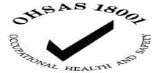 OHSAS 18001
OCCUPATIONAL HEALTH AND SAFETY